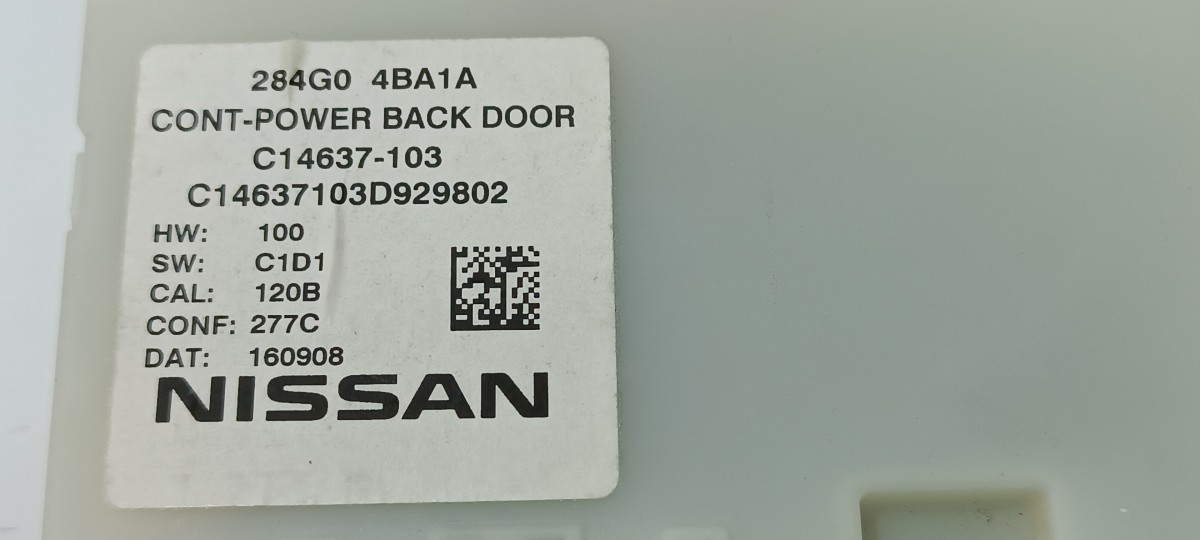 284G0 4BA1A
CONT-POWER BACK DOOR
C14637-103
C14637103D929802
HW: 100
SW: C1D1
CAL: 120B
CONF: 277C
DAT: 160908
NISSAN